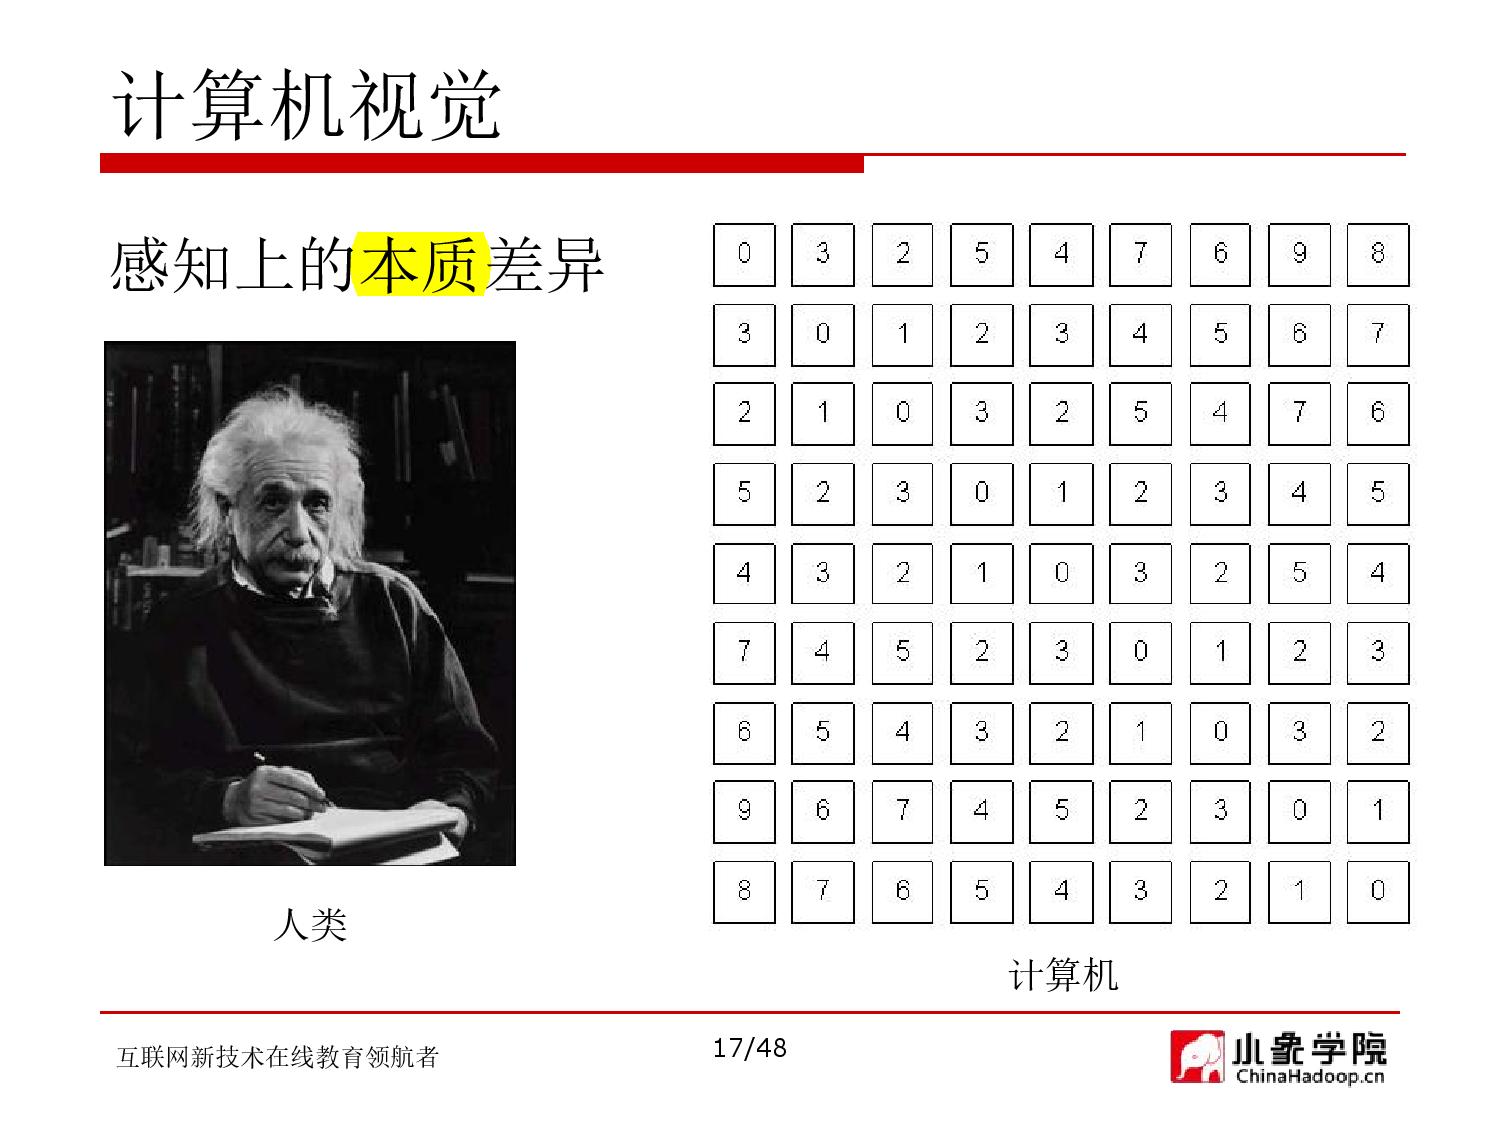 计算机视觉
感知上的本质差异
0 3 2 5 4 7 6 9 8
3 0 1 2 3 4 5 6 7
2 1 0 3 2 5 4 7 6
5 2 3 0 1 2 3 4 5
4 3 2 1 0 3 2 5 4
7 4 5 2 3 0 1 2 3
6 5 4 3 2 1 0 3 2
9 6 7 4 5 2 3 0 1
8 7 6 5 4 3 2 1 0
人类
计算机
互联网新技术在线教育领航者
17/48
小象学院
ChinaHadoop.cn